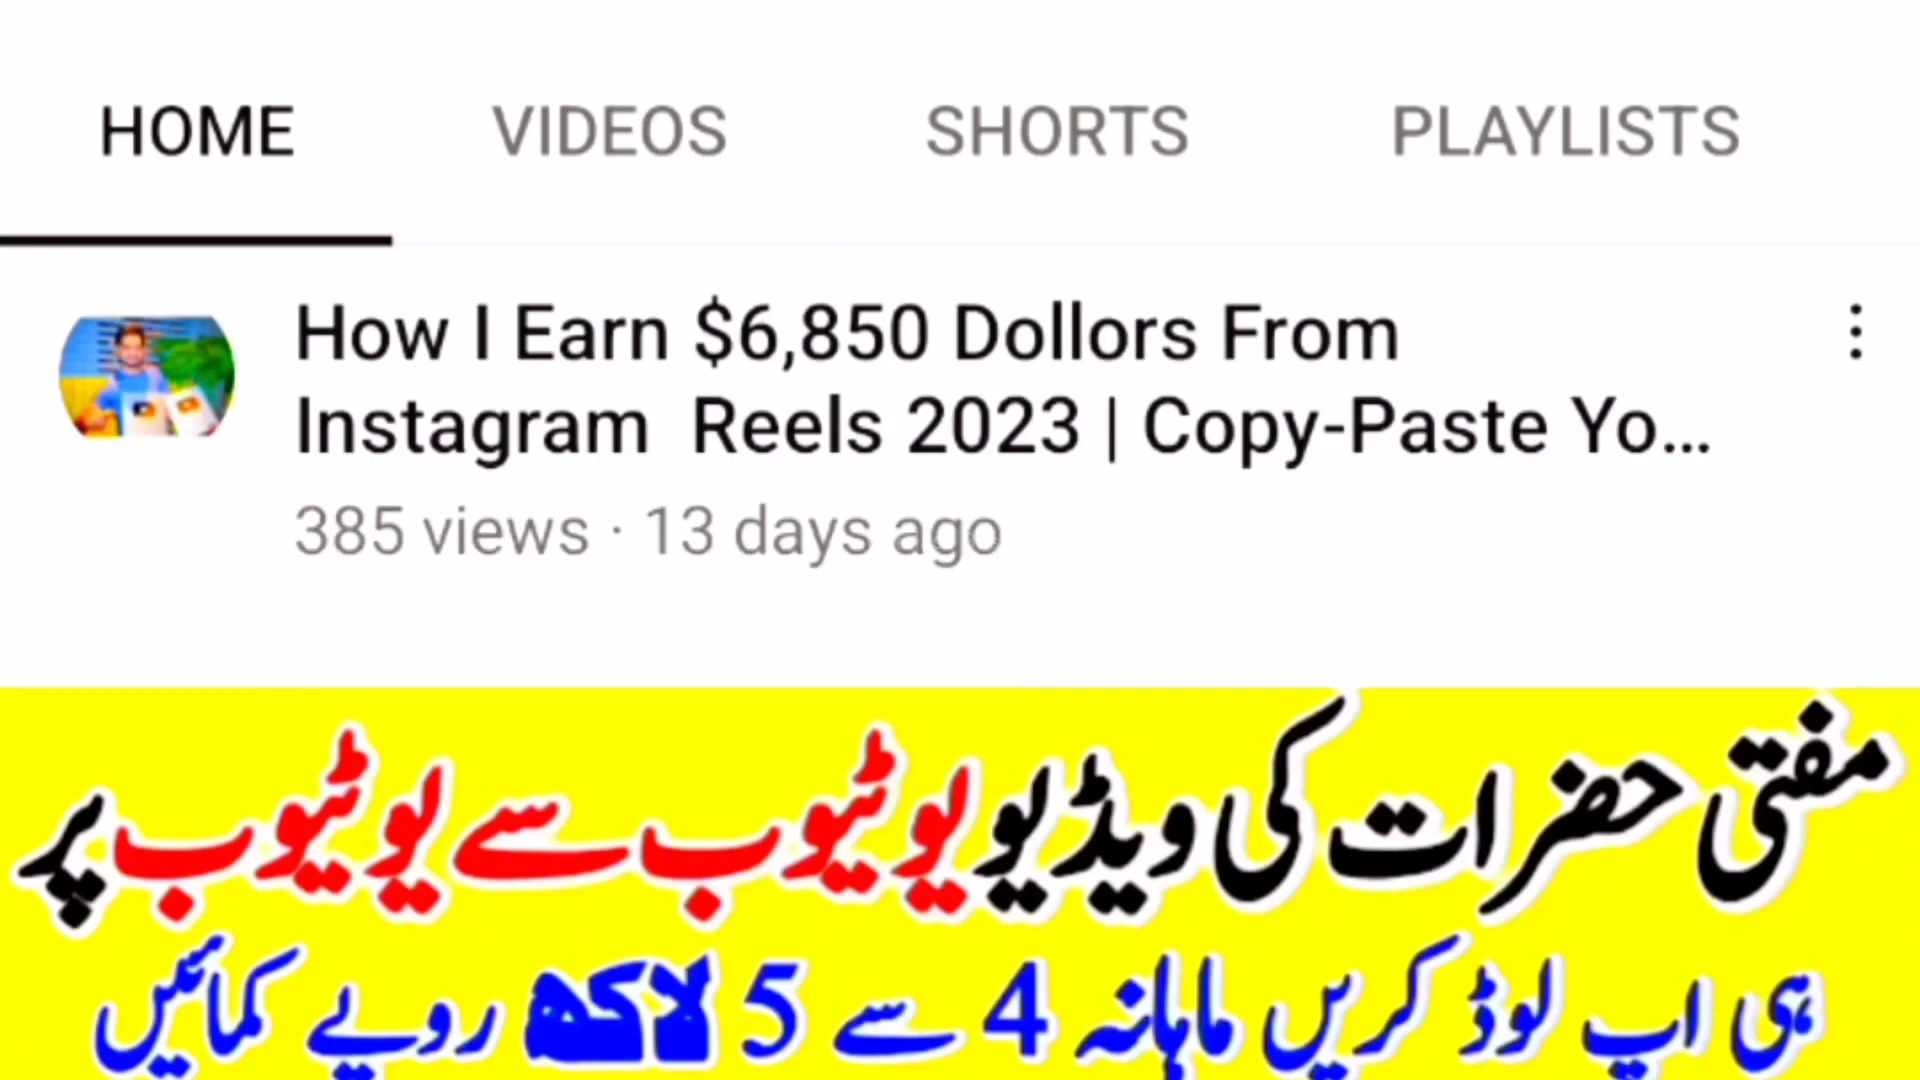 HOME VIDEOS SHORTS PLAYLISTS
How I Earn $6,850 Dollors From
Instagram Reels 2023 | Copy-Paste Yo...
385 views · 13 days ago
مفتی حضرات کی ویڈیو یوٹیوب سے یوٹیوب پر
ہی اپ لوڈ کریں ماہانہ 4 سے 5 لاکھ روپے کمائیں